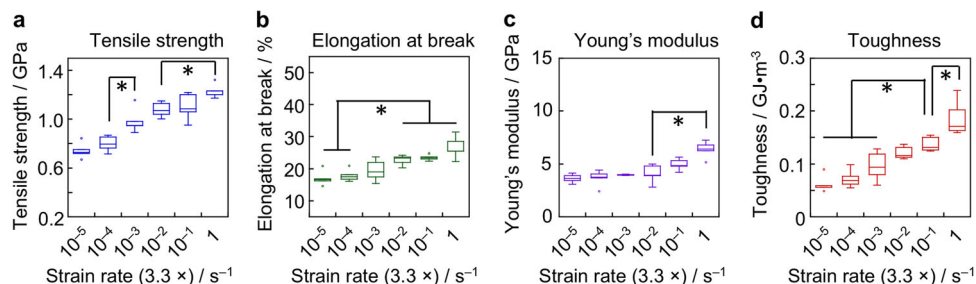 a Tensile strength
Tensile strength / GPa
1.4
1.0
0.6
0.2
*
*
10⁻⁵ 10⁻⁴ 10⁻³ 10⁻² 10⁻¹ 1
Strain rate (3.3 ×) / s⁻¹
b Elongation at break
Elongation at break / %
50
40
30
20
10
*
10⁻⁵ 10⁻⁴ 10⁻³ 10⁻² 10⁻¹ 1
Strain rate (3.3 ×) / s⁻¹
c Young's modulus
Young's modulus / GPa
15
10
5
0
*
10⁻⁵ 10⁻⁴ 10⁻³ 10⁻² 10⁻¹ 1
Strain rate (3.3 ×) / s⁻¹
d Toughness
Toughness / GJ•m⁻³
0.3
0.2
0.1
0
*
*
10⁻⁵ 10⁻⁴ 10⁻³ 10⁻² 10⁻¹ 1
Strain rate (3.3 ×) / s⁻¹